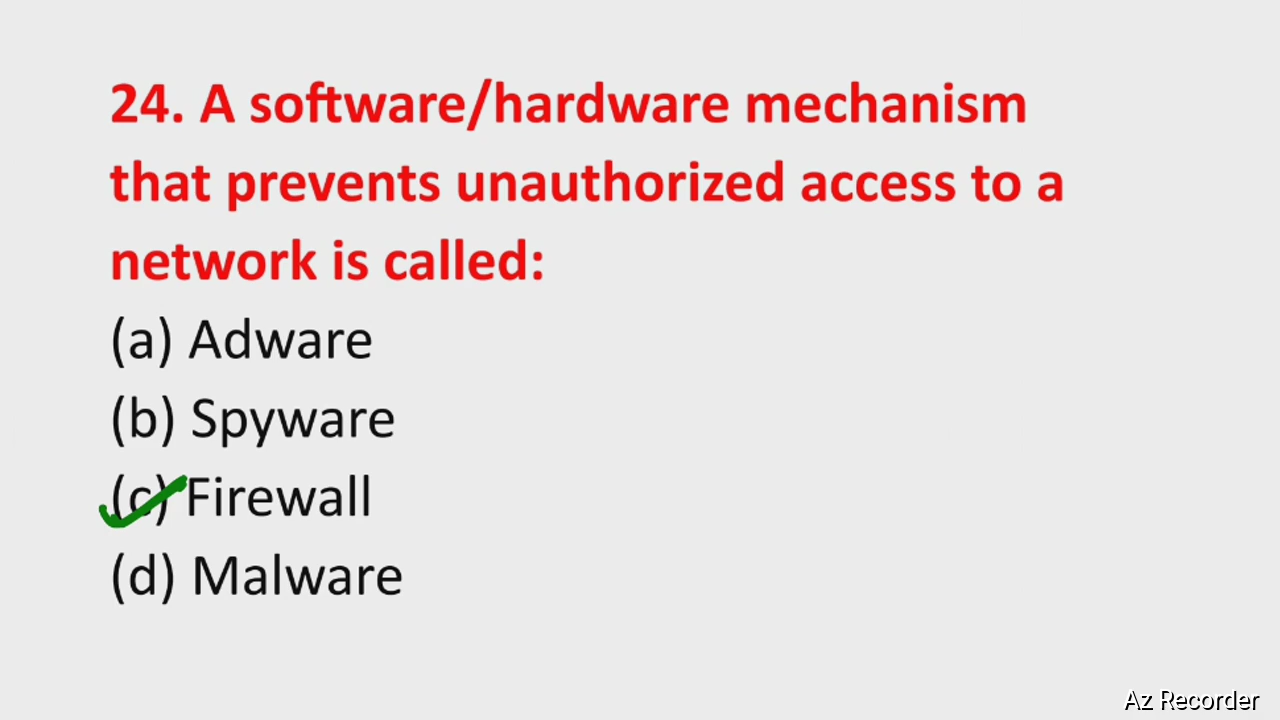 24. A software/hardware mechanism
that prevents unauthorized access to a
network is called:
(a) Adware
(b) Spyware
(c) Firewall
(d) Malware
Az Recorder